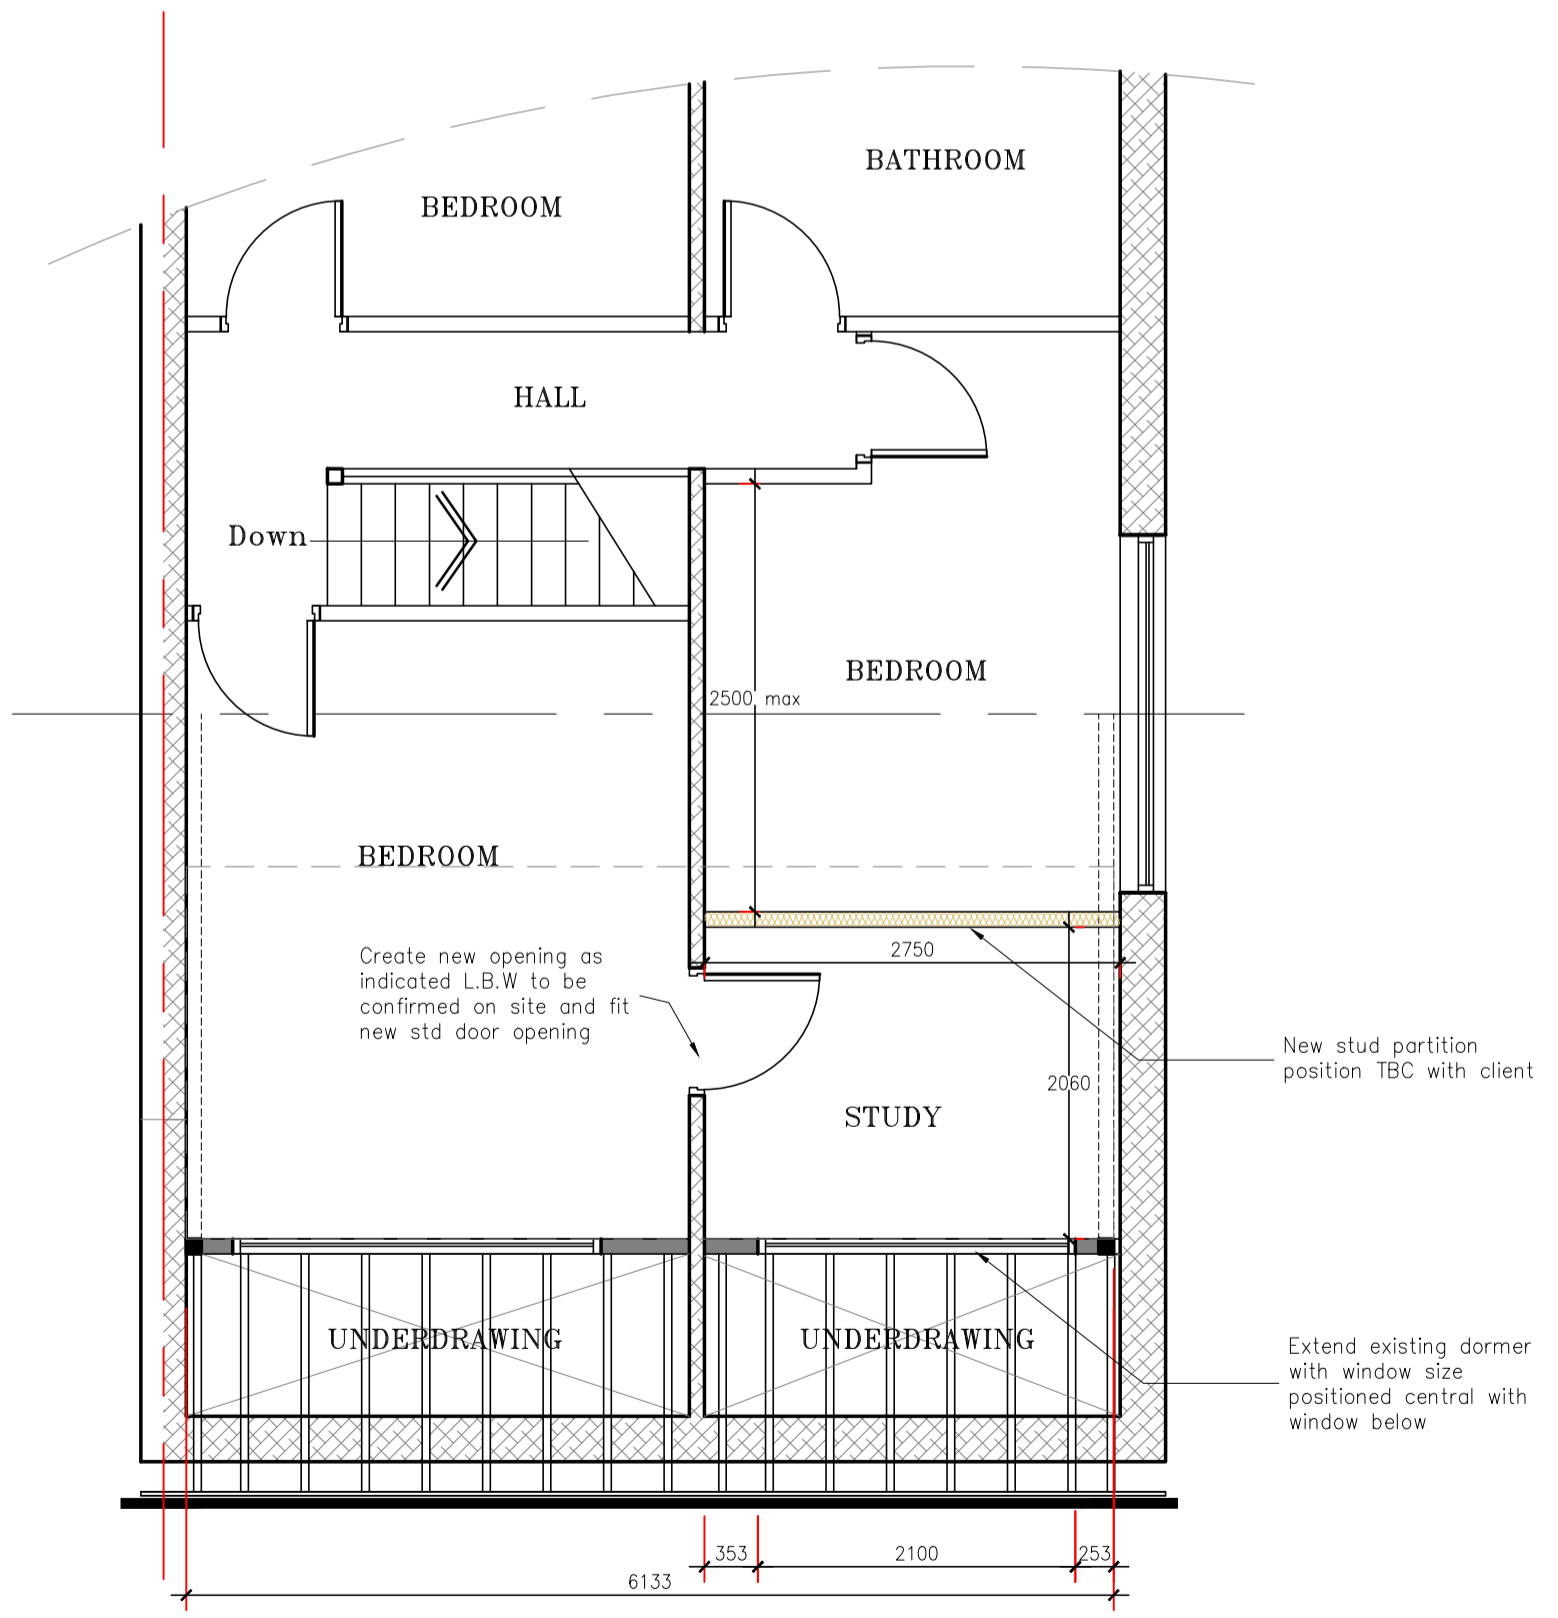 BATHROOM
BEDROOM
HALL
Down
BEDROOM
2500 max
BEDROOM
2750
Create new opening as
indicated L.B.W to be
confirmed on site and fit
new std door opening
New stud partition
position TBC with client
2060
STUDY
UNDERDRAWING
UNDERDRAWING
Extend existing dormer
with window size
positioned central with
window below
353
2100
253
6133